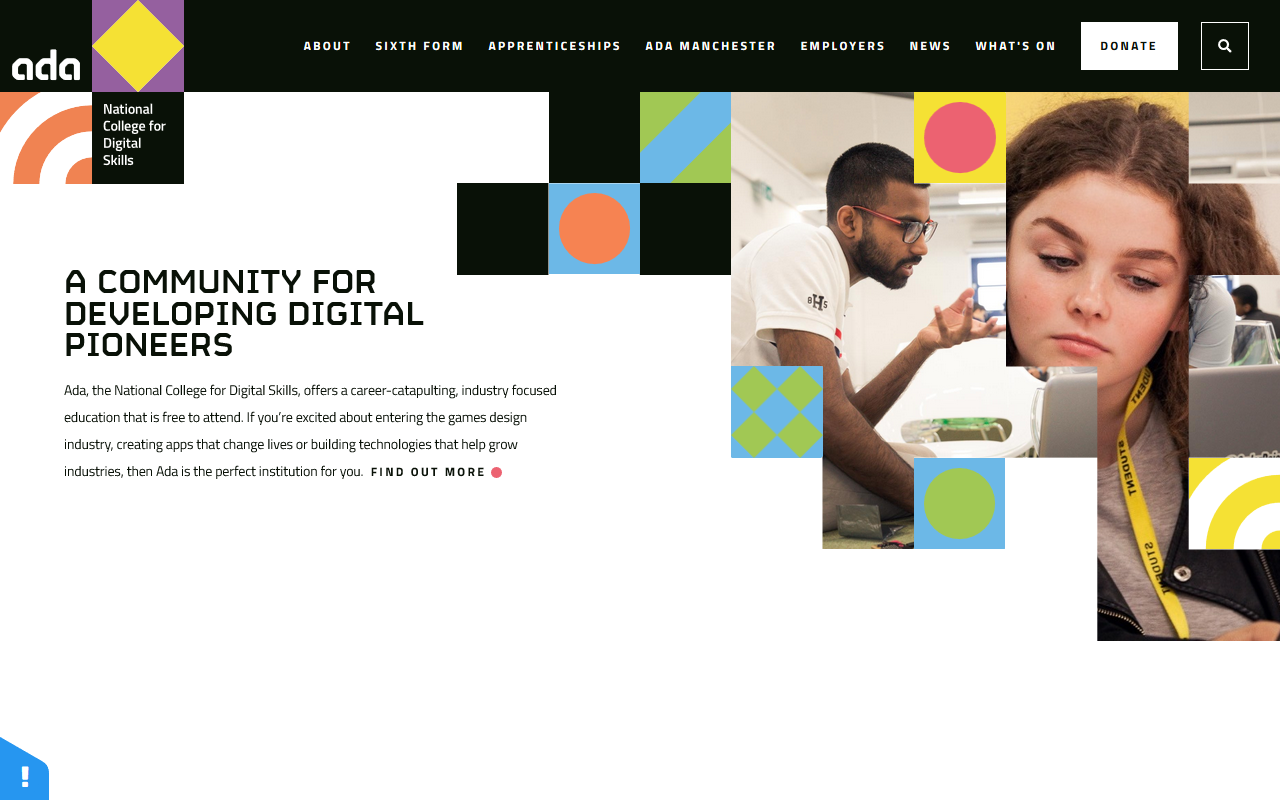 ada
National
College for
Digital
Skills
ABOUT
SIXTH FORM
APPRENTICESHIPS
ADA MANCHESTER
EMPLOYERS
NEWS
WHAT'S ON
DONATE
A COMMUNITY FOR
DEVELOPING DIGITAL
PIONEERS
Ada, the National College for Digital Skills, offers a career-catapulting, industry focused
education that is free to attend. If you’re excited about entering the games design
industry, creating apps that change lives or building technologies that help grow
industries, then Ada is the perfect institution for you. FIND OUT MORE
8H5
STUDENTS
!